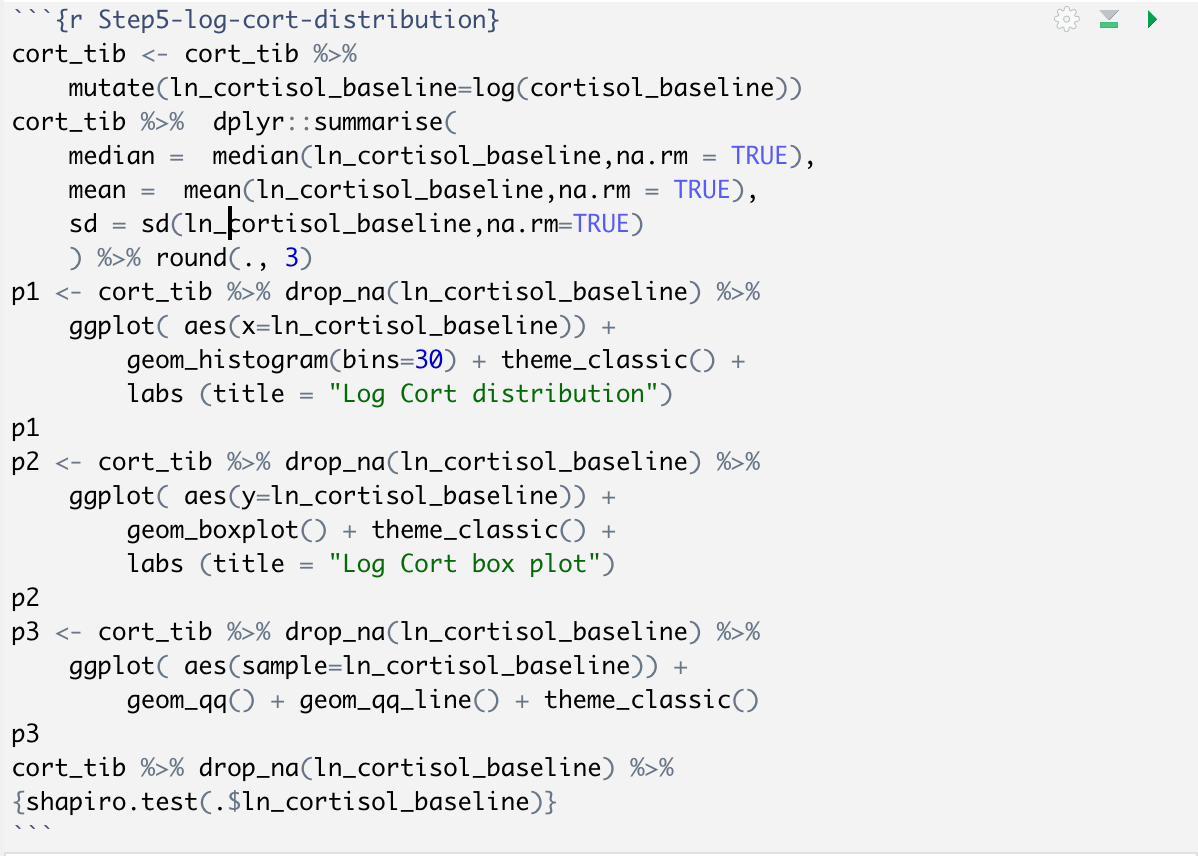 ```{r Step5-log-cort-distribution}
cort_tib <- cort_tib %>%
    mutate(ln_cortisol_baseline=log(cortisol_baseline))
cort_tib %>%  dplyr::summarise(
    median =  median(ln_cortisol_baseline,na.rm = TRUE),
    mean =  mean(ln_cortisol_baseline,na.rm = TRUE),
    sd = sd(ln_cortisol_baseline,na.rm=TRUE)
    ) %>% round(., 3)
p1 <- cort_tib %>% drop_na(ln_cortisol_baseline) %>%
    ggplot( aes(x=ln_cortisol_baseline)) +
        geom_histogram(bins=30) + theme_classic() +
        labs (title = "Log Cort distribution")
p1
p2 <- cort_tib %>% drop_na(ln_cortisol_baseline) %>%
    ggplot( aes(y=ln_cortisol_baseline)) +
        geom_boxplot() + theme_classic() +
        labs (title = "Log Cort box plot")
p2
p3 <- cort_tib %>% drop_na(ln_cortisol_baseline) %>%
    ggplot( aes(sample=ln_cortisol_baseline)) +
        geom_qq() + geom_qq_line() + theme_classic()
p3
cort_tib %>% drop_na(ln_cortisol_baseline) %>%
{shapiro.test(.$ln_cortisol_baseline)}
```